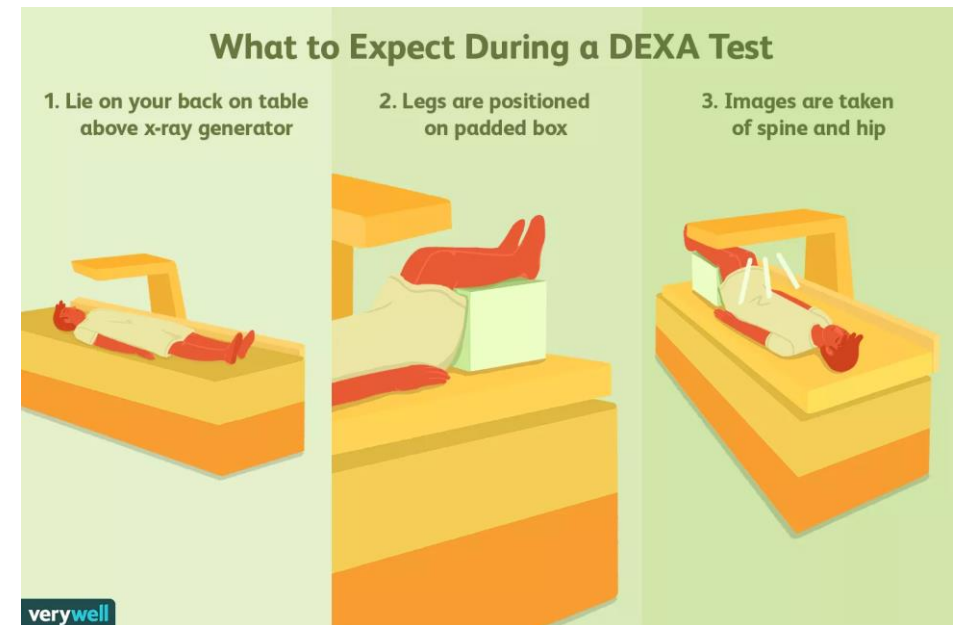 What to Expect During a DEXA Test
1. Lie on your back on table
above x-ray generator
2. Legs are positioned
on padded box
3. Images are taken
of spine and hip
verywell